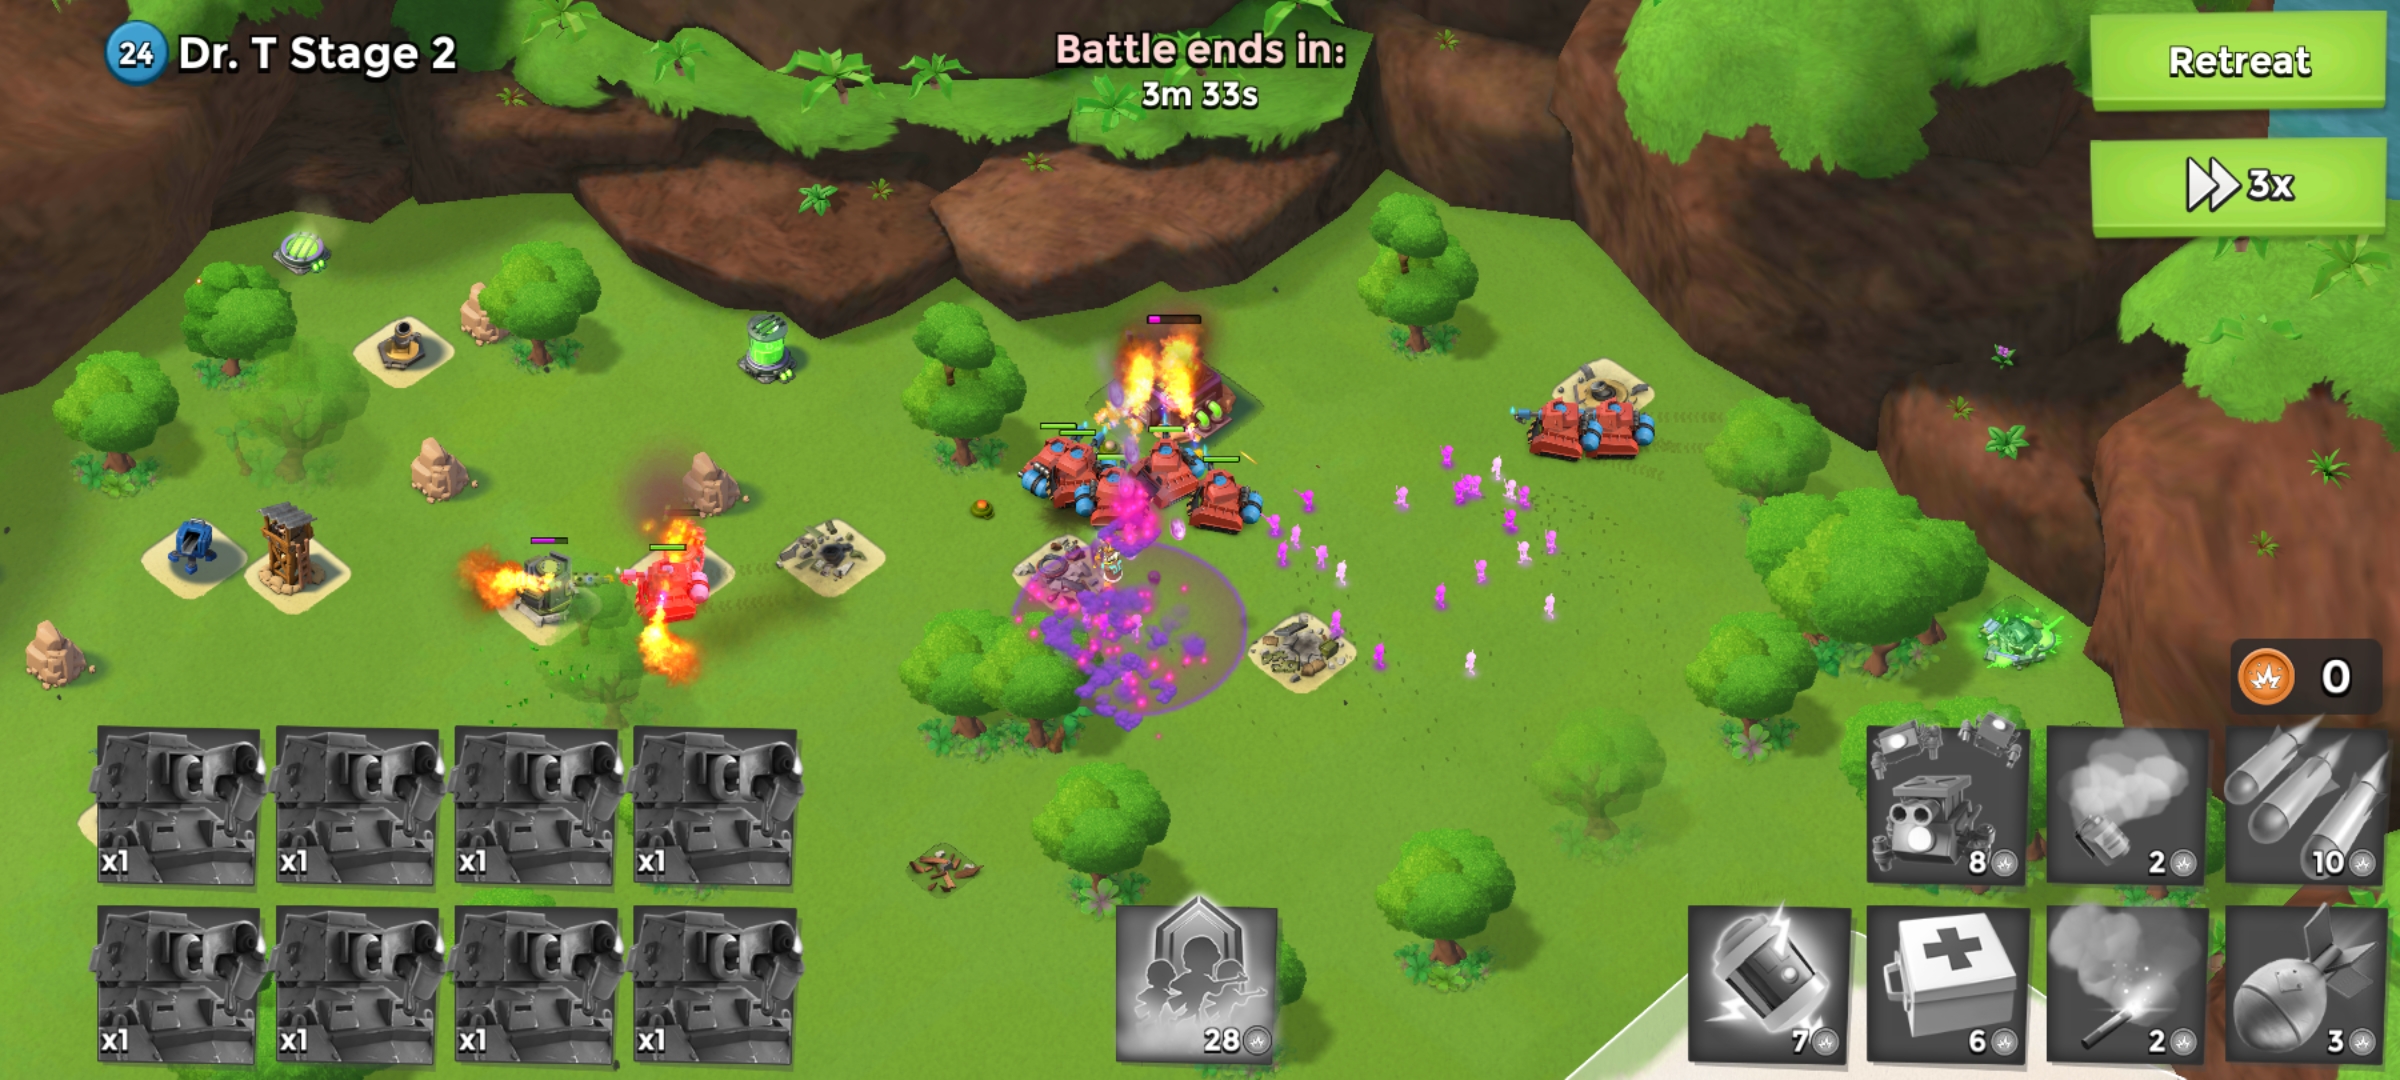 24 Dr. T Stage 2
Battle ends in:
3m 33s
Retreat
3x
0
x1 x1 x1 x1
8 2 10
x1 x1 x1 x1
28
7 6 2 3